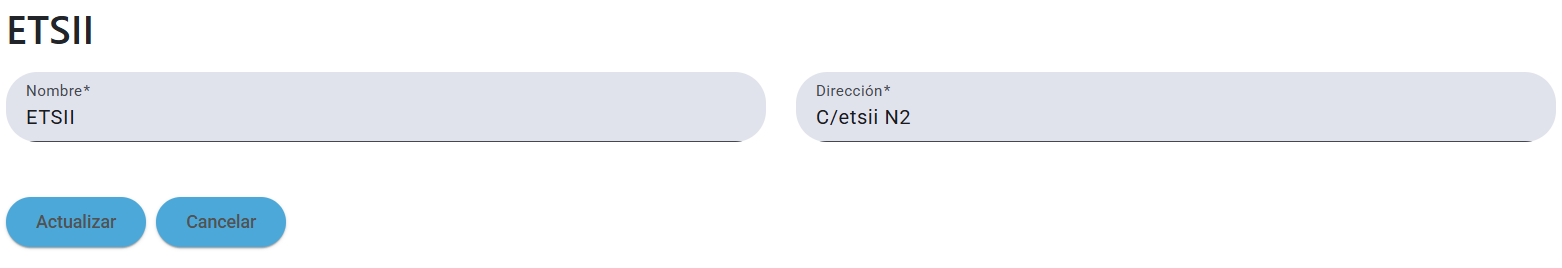 ETSII
Nombre*
ETSII
Dirección*
C/etsii N2
Actualizar
Cancelar